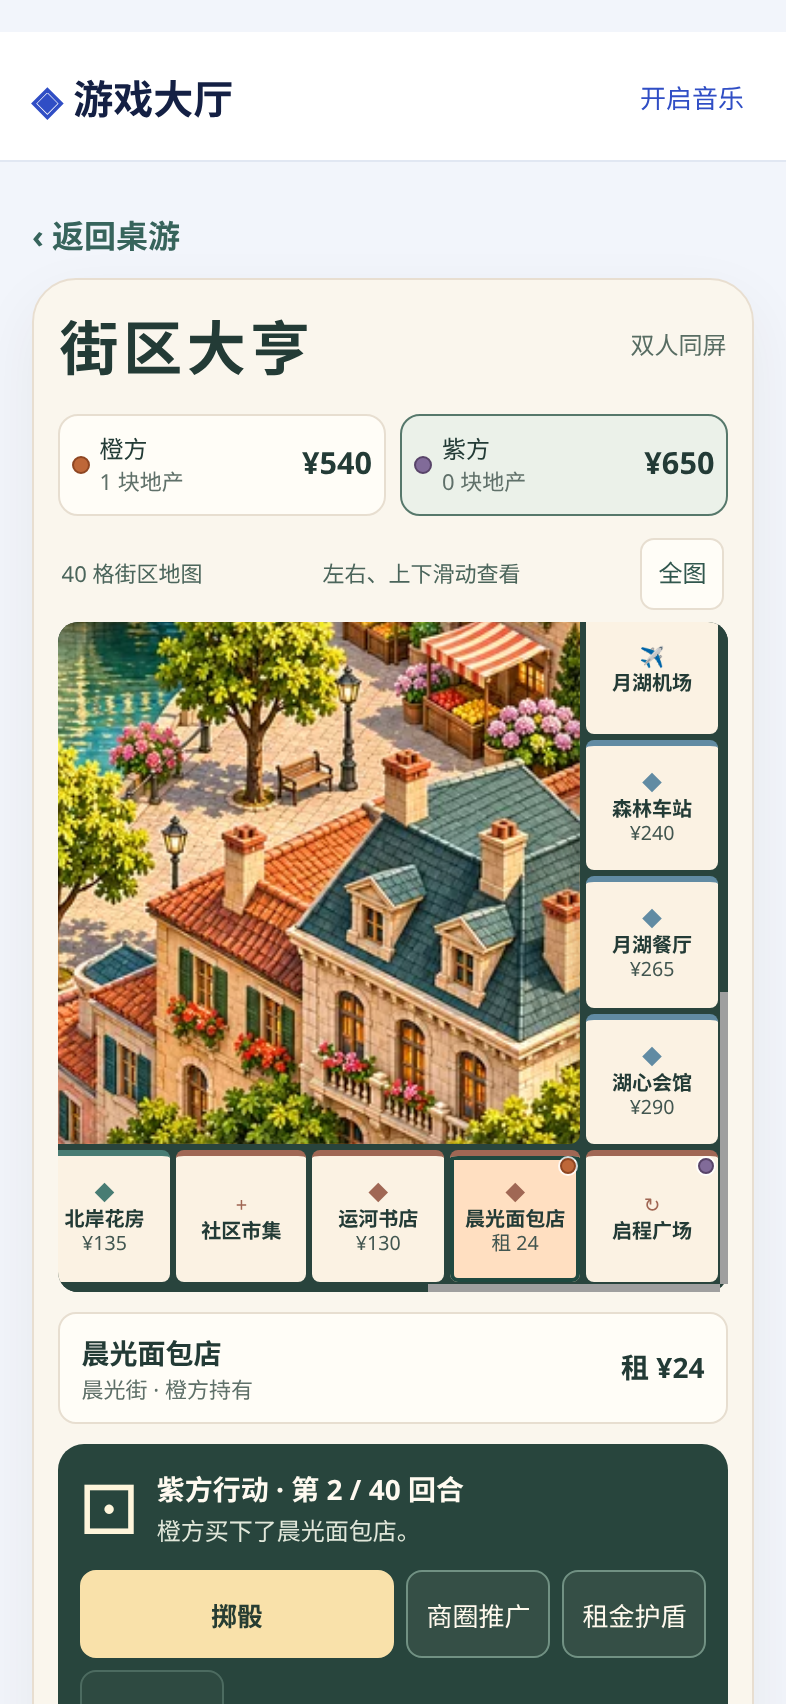 游戏大厅
开启音乐
‹ 返回桌游
街区大亨
双人同屏
橙方
1 块地产
¥540
紫方
0 块地产
¥650
40 格街区地图
左右、上下滑动查看
全图
月湖机场
森林车站
¥240
月湖餐厅
¥265
湖心会馆
¥290
北岸花房
¥135
社区市集
运河书店
¥130
晨光面包店
租 24
启程广场
晨光面包店
晨光街 · 橙方持有
租 ¥24
紫方行动 · 第 2 / 40 回合
橙方买下了晨光面包店。
掷骰
商圈推广
租金护盾